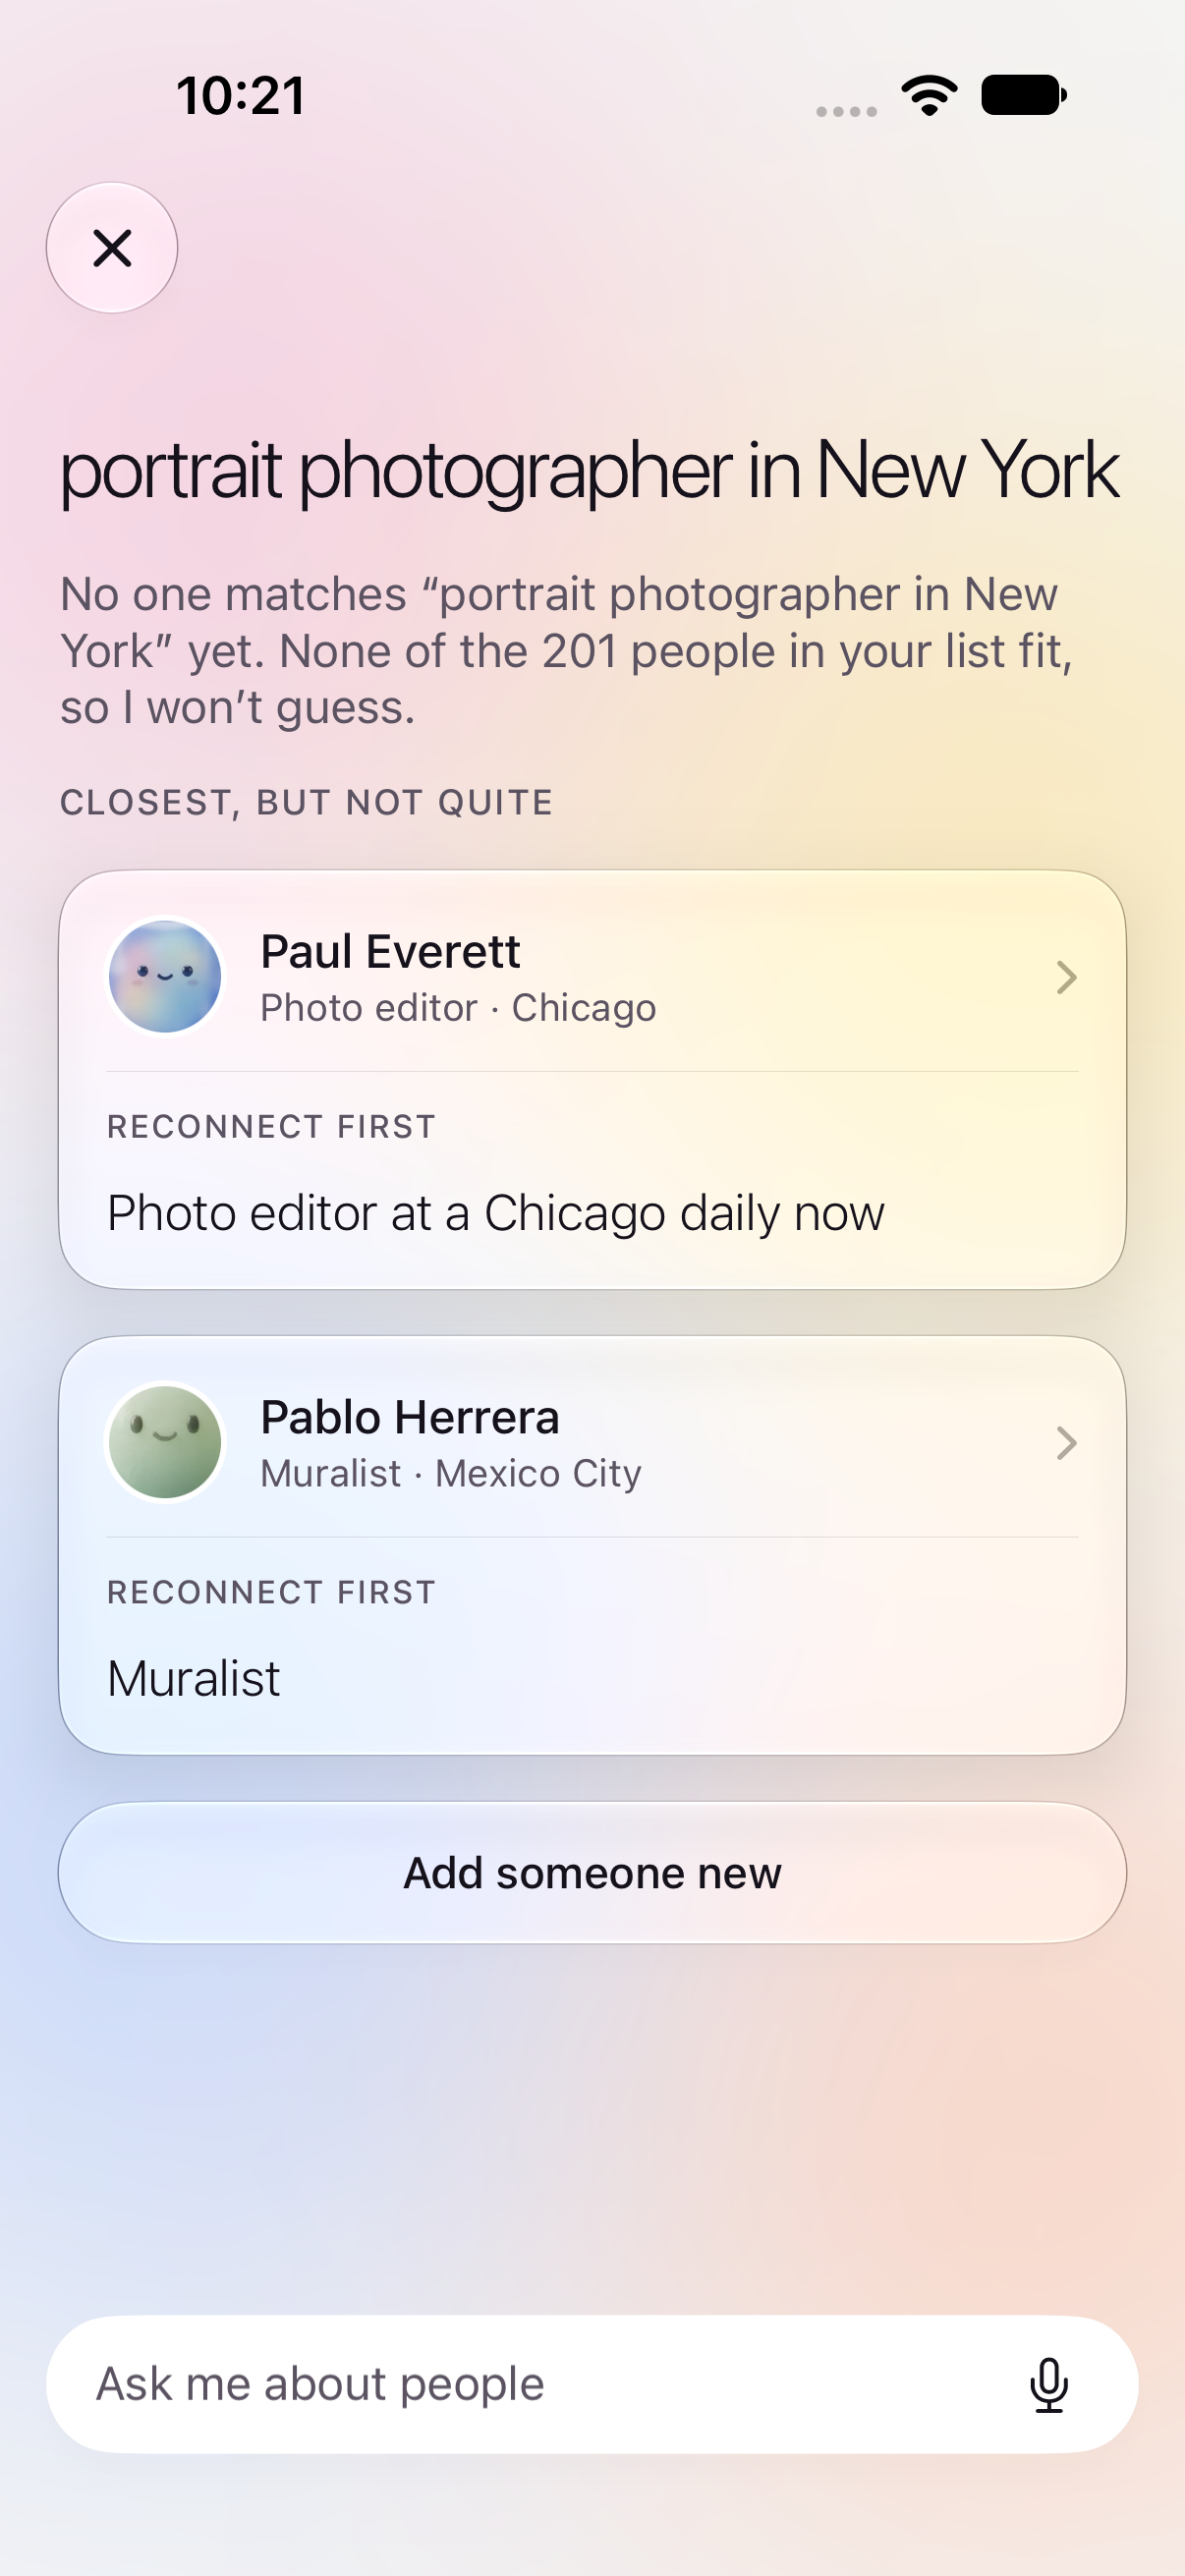 10:21
portrait photographer in New York
No one matches “portrait photographer in New
York” yet. None of the 201 people in your list fit,
so I won’t guess.
CLOSEST, BUT NOT QUITE
Paul Everett
Photo editor · Chicago
RECONNECT FIRST
Photo editor at a Chicago daily now
Pablo Herrera
Muralist · Mexico City
RECONNECT FIRST
Muralist
Add someone new
Ask me about people